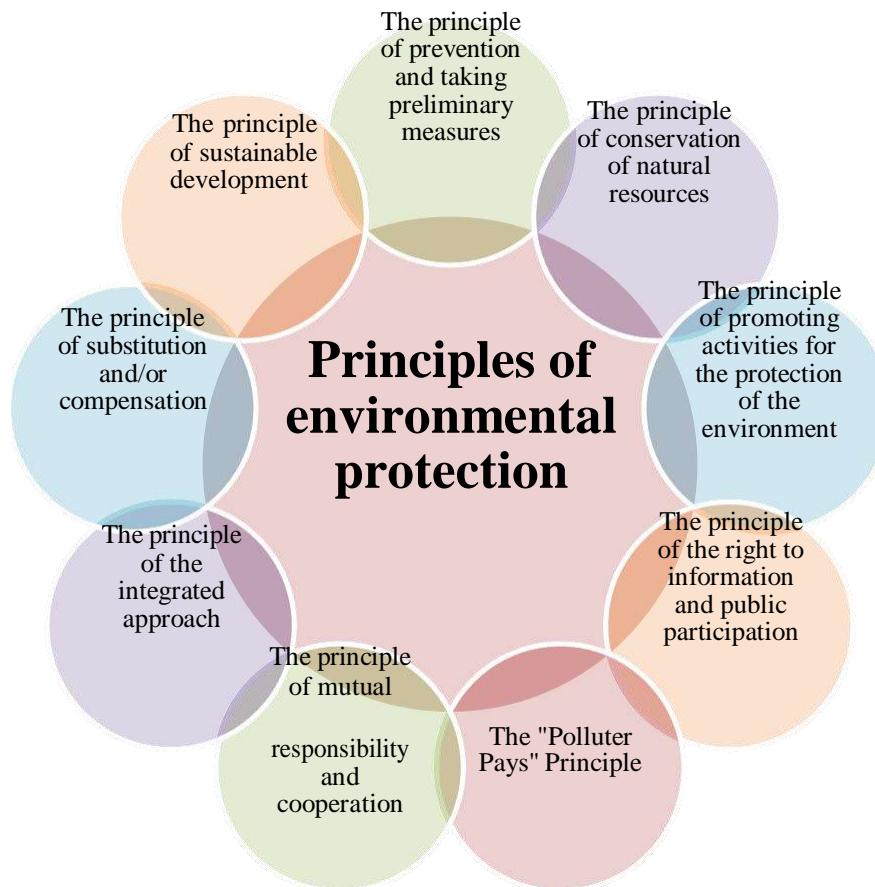 The principle
of prevention
and taking
preliminary
measures
The principle
of conservation
of natural
resources
The principle
of promoting
activities for
the protection
of the
environment
The principle
of the right to
information
and public
participation
The "Polluter
Pays" Principle
The principle
of mutual
responsibility
and
cooperation
The principle
of the
integrated
approach
The principle
of substitution
and/or
compensation
The principle
of sustainable
development
Principles of
environmental
protection